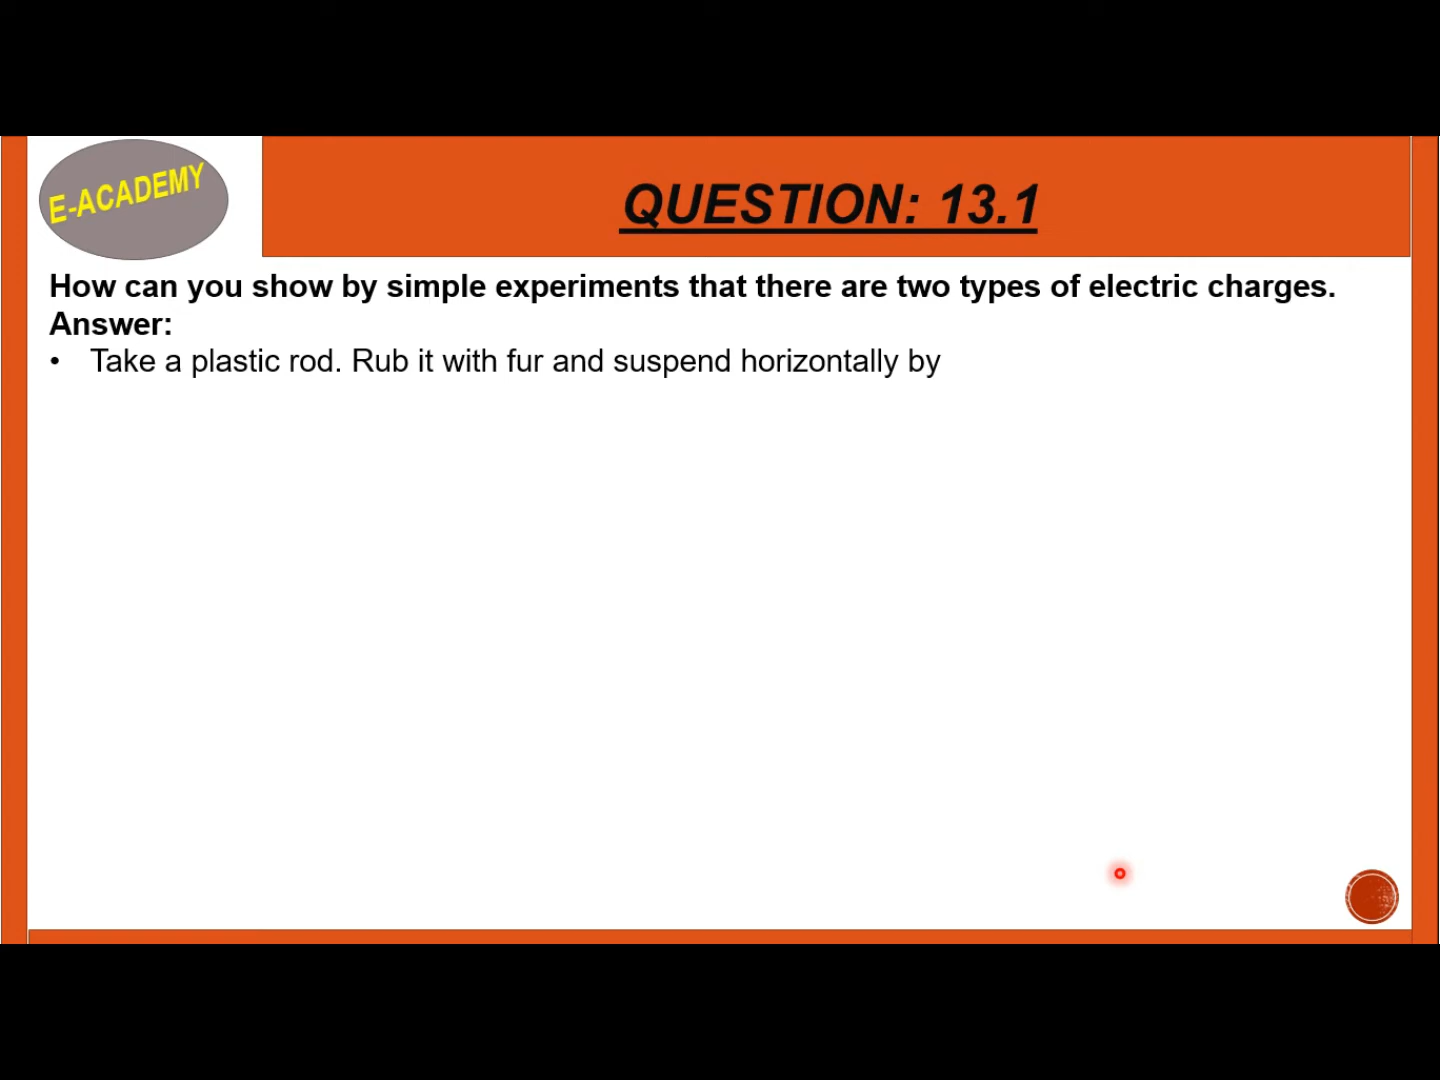 E-ACADEMY
QUESTION: 13.1
How can you show by simple experiments that there are two types of electric charges.
Answer:
• Take a plastic rod. Rub it with fur and suspend horizontally by